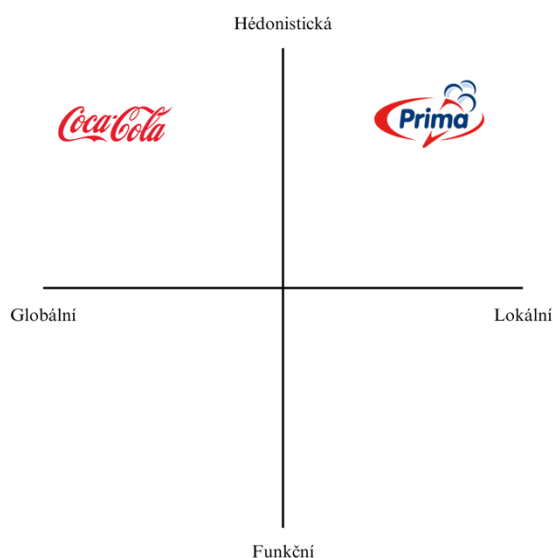 Hédonistická
Coca-Cola
Prima
Globální
Lokální
Funkční